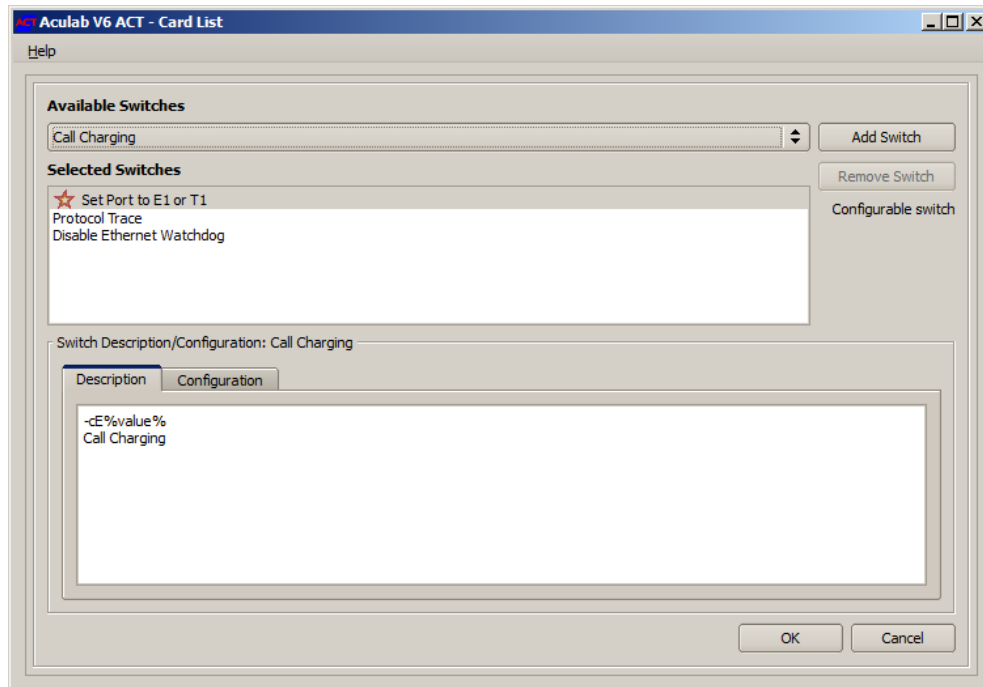 ACT Aculab V6 ACT - Card List
Help
Available Switches
Call Charging
Add Switch
Selected Switches
Remove Switch
Set Port to E1 or T1
Configurable switch
Protocol Trace
Disable Ethernet Watchdog
Switch Description/Configuration: Call Charging
Description Configuration
-cE%value%
Call Charging
OK Cancel